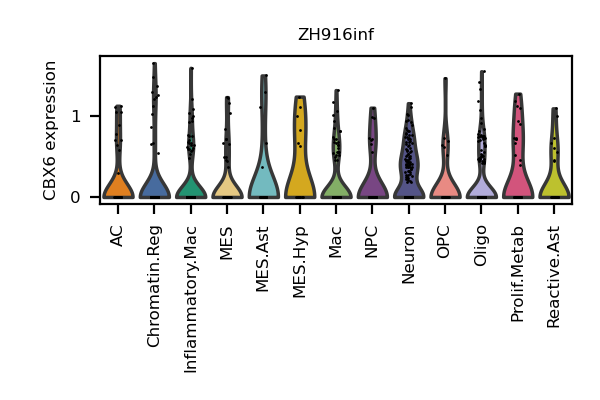 ZH916inf
CBX6 expression
1
0
AC
Chromatin.Reg
Inflammatory.Mac
MES
MES.Ast
MES.Hyp
Mac
NPC
Neuron
OPC
Oligo
Prolif.Metab
Reactive.Ast